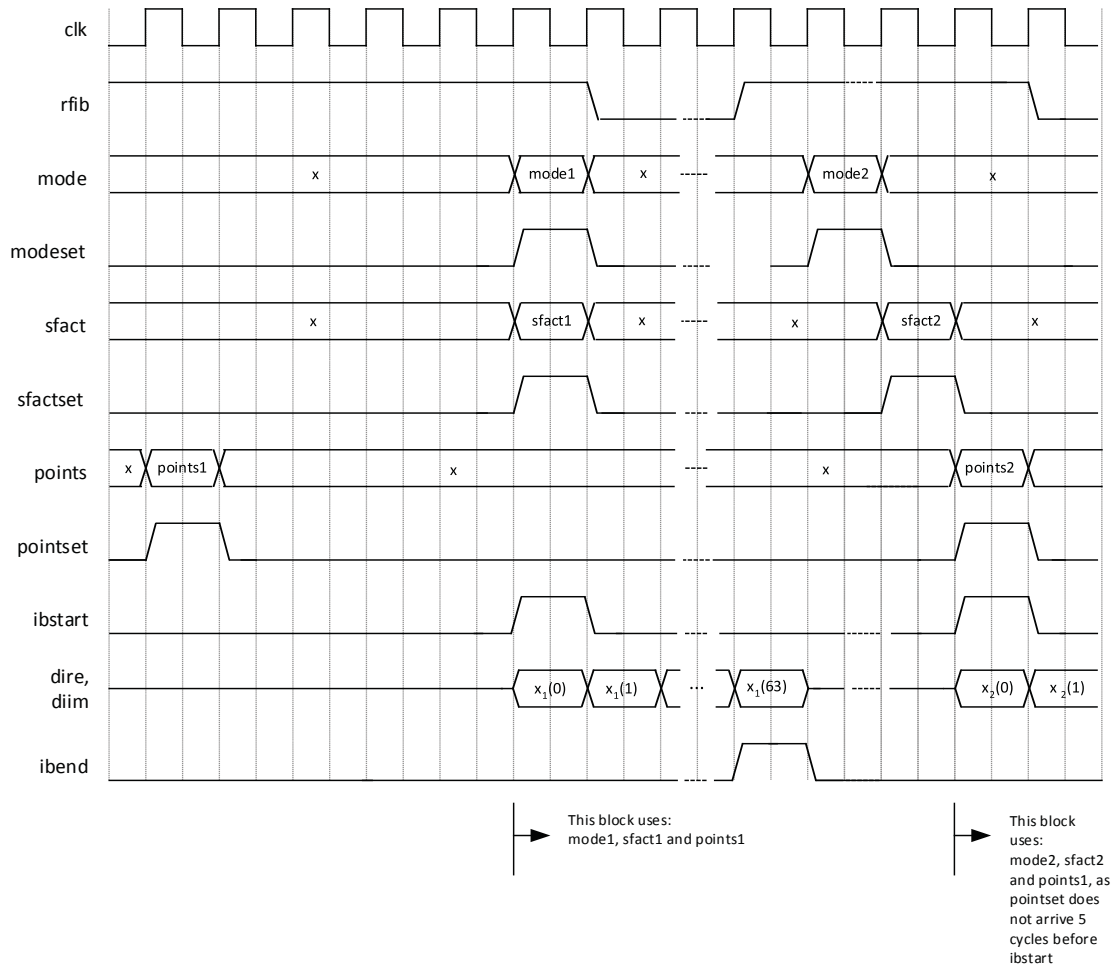 clk
rfib
mode
x
mode1
x
mode2
x
modeset
sfact
x
sfact1
x
x
sfact2
x
sfactset
points
x
points1
x
x
points2
pointset
ibstart
dire,
diim
x1(0)
x1(1)
...
x1(63)
x2(0)
x 2(1)
ibend
This block uses:
mode1, sfact1 and points1
This block
uses:
mode2, sfact2
and points1, as
pointset does
not arrive 5
cycles before
ibstart